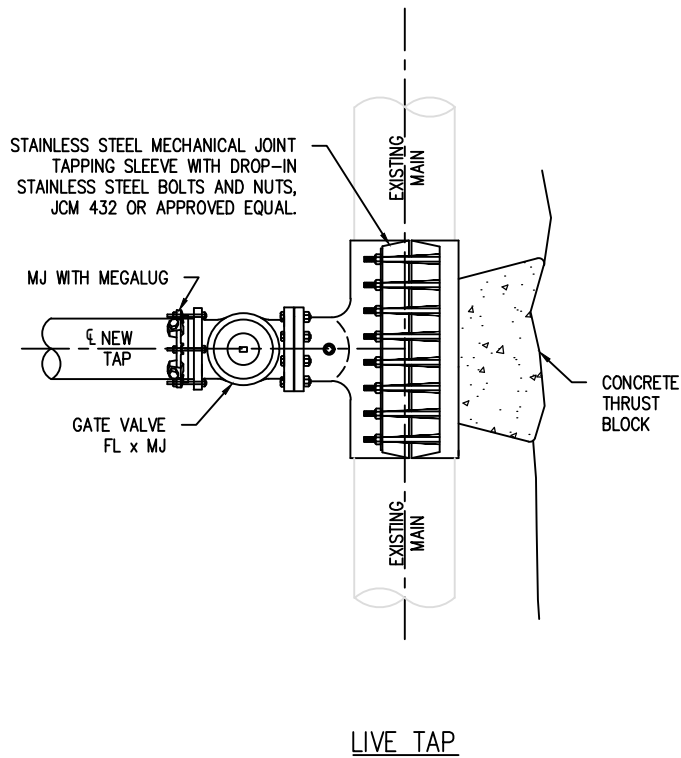 STAINLESS STEEL MECHANICAL JOINT
TAPPING SLEEVE WITH DROP-IN
STAINLESS STEEL BOLTS AND NUTS,
JCM 432 OR APPROVED EQUAL.
EXISTING
MAIN
MJ WITH MEGALUG
℄ NEW
TAP
GATE VALVE
FL x MJ
CONCRETE
THRUST
BLOCK
EXISTING
MAIN
LIVE TAP